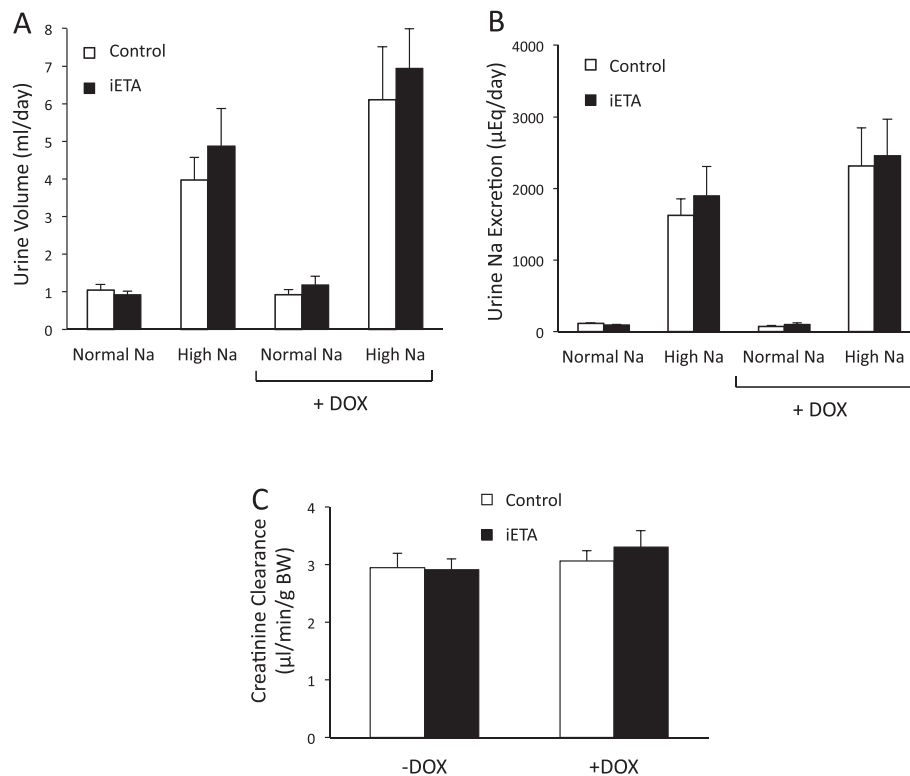 A
Urine Volume (ml/day)
8
7
6
5
4
3
2
1
0
Control
iETA
Normal Na
High Na
Normal Na
High Na
+ DOX
B
Urine Na Excretion (µEq/day)
4000
3000
2000
1000
0
Control
iETA
Normal Na
High Na
Normal Na
High Na
+ DOX
C
Creatinine Clearance
(µl/min/g BW)
4
3
2
1
0
Control
iETA
-DOX
+DOX